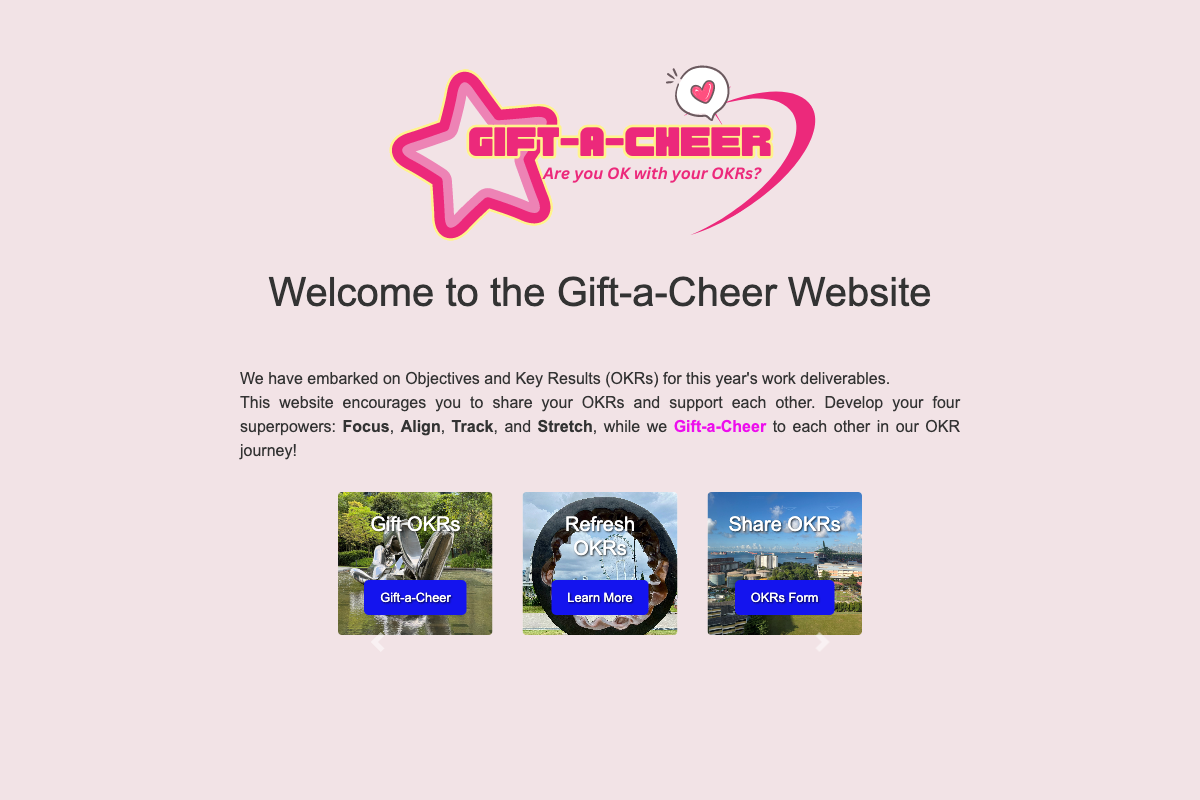 GIFT-A-CHEER
Are you OK with your OKRs?
Welcome to the Gift-a-Cheer Website
We have embarked on Objectives and Key Results (OKRs) for this year's work deliverables.
This website encourages you to share your OKRs and support each other. Develop your four
superpowers: Focus, Align, Track, and Stretch, while we Gift-a-Cheer to each other in our OKR
journey!
Gift OKRs
Gift-a-Cheer
Refresh
OKRs
Learn More
Share OKRs
OKRs Form